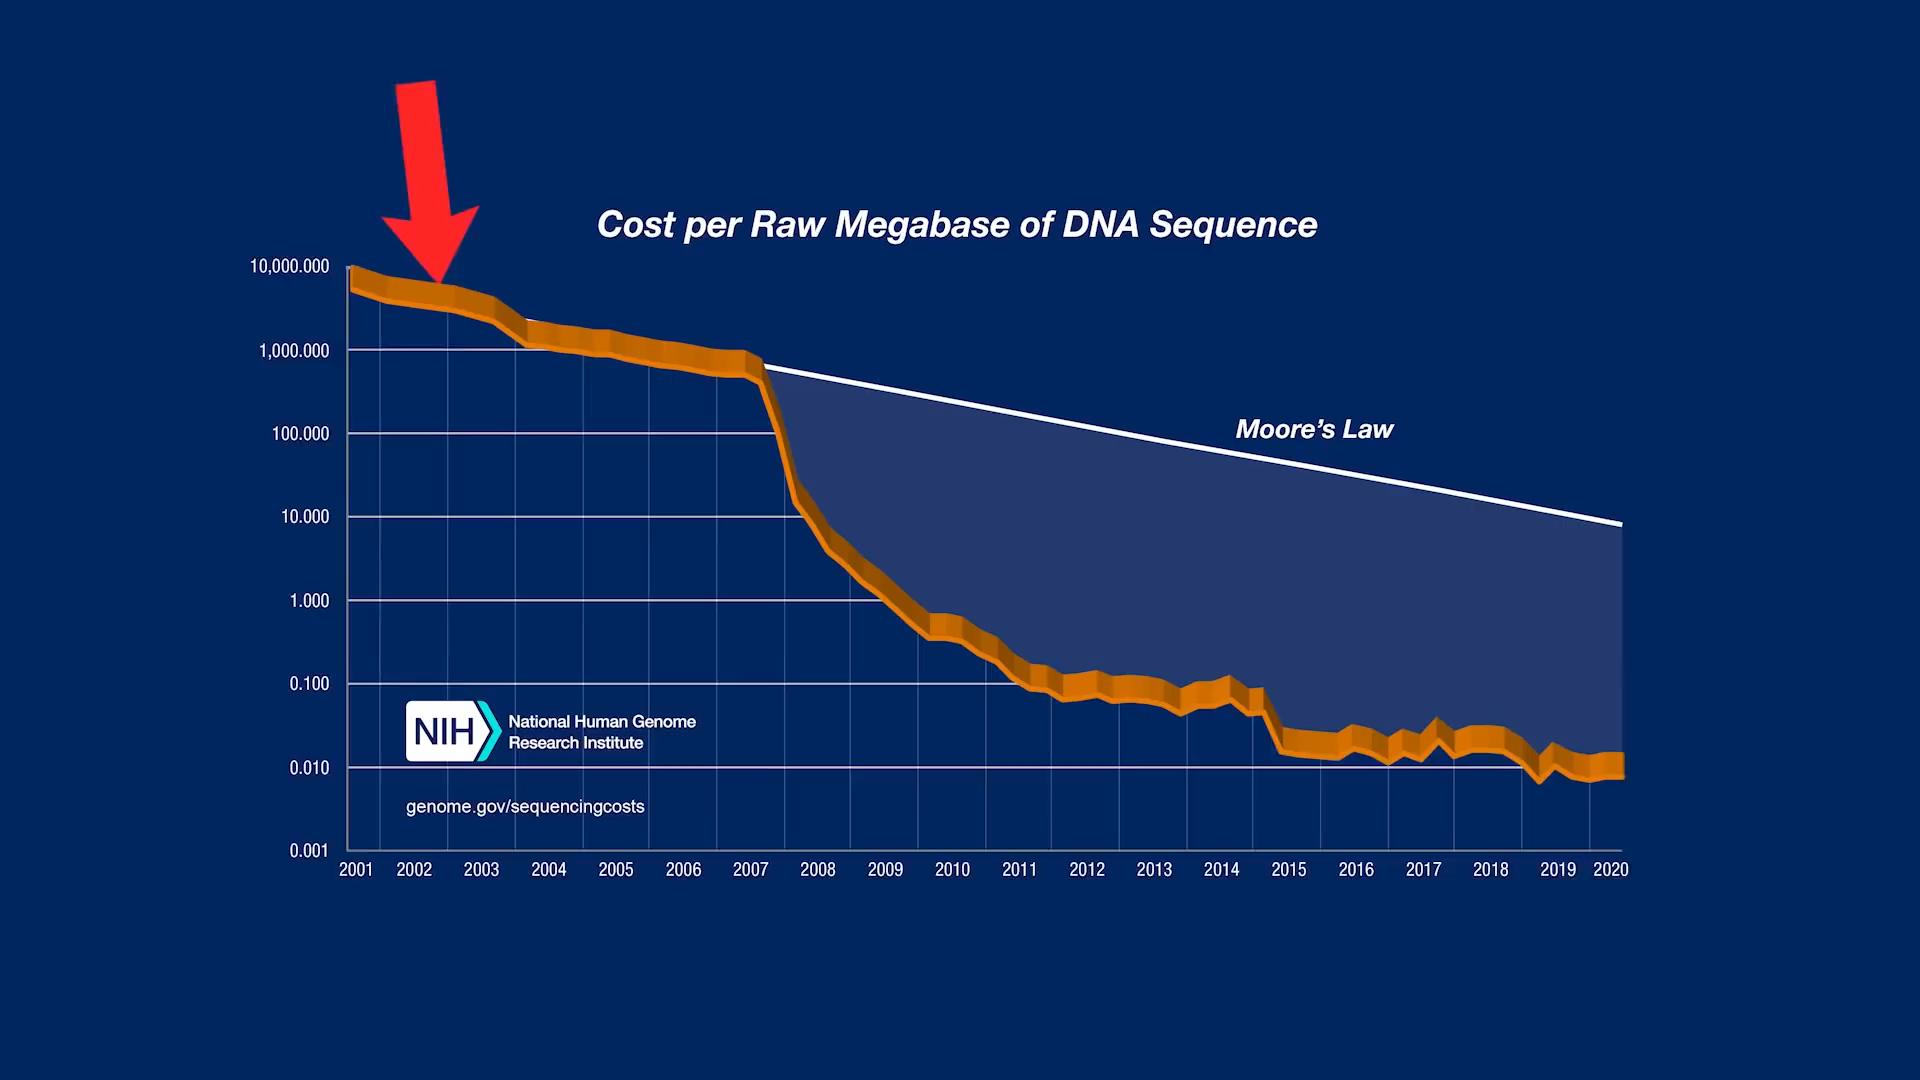 Cost per Raw Megabase of DNA Sequence
10,000.000
1,000.000
100.000
10.000
1.000
0.100
0.010
0.001
Moore's Law
NIH
National Human Genome
Research Institute
genome.gov/sequencingcosts
2001 2002 2003 2004 2005 2006 2007 2008 2009 2010 2011 2012 2013 2014 2015 2016 2017 2018 2019 2020